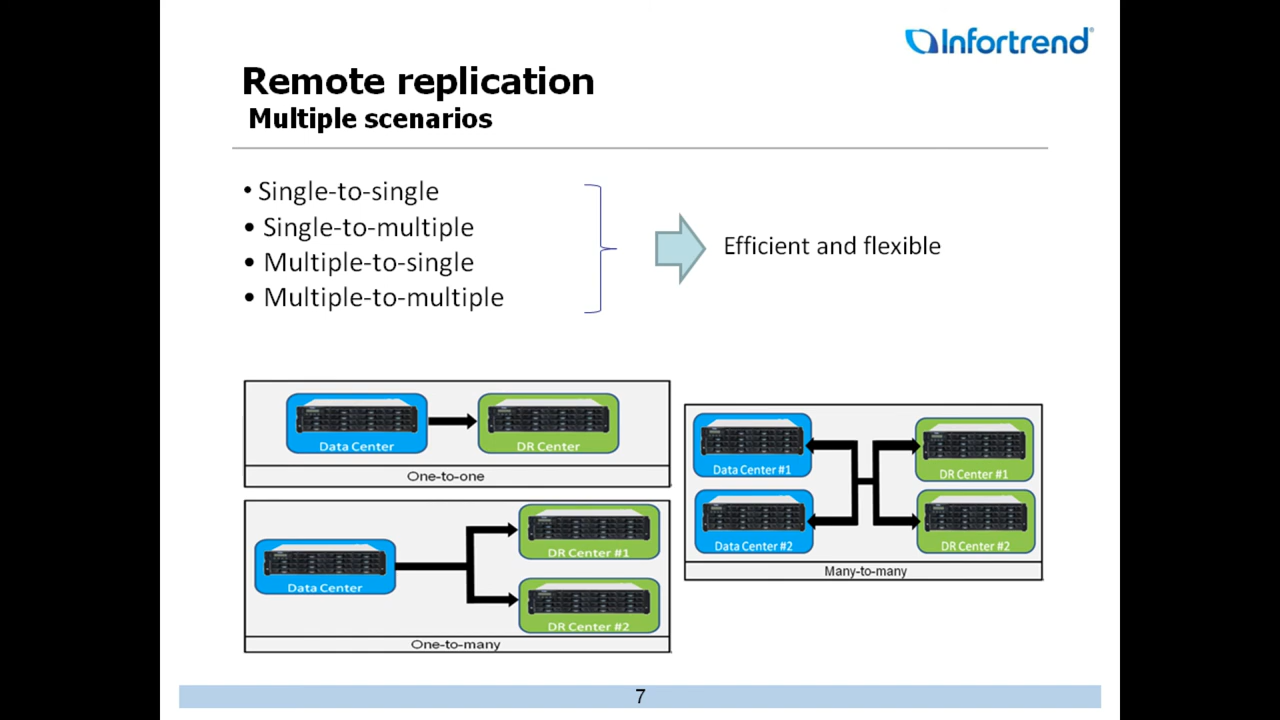 Infortrend®
Remote replication
Multiple scenarios
• Single-to-single
• Single-to-multiple
• Multiple-to-single
• Multiple-to-multiple
Efficient and flexible
Data Center
DR Center
One-to-one
Data Center
DR Center #1
DR Center #2
One-to-many
Data Center #1
DR Center #1
Data Center #2
DR Center #2
Many-to-many
7